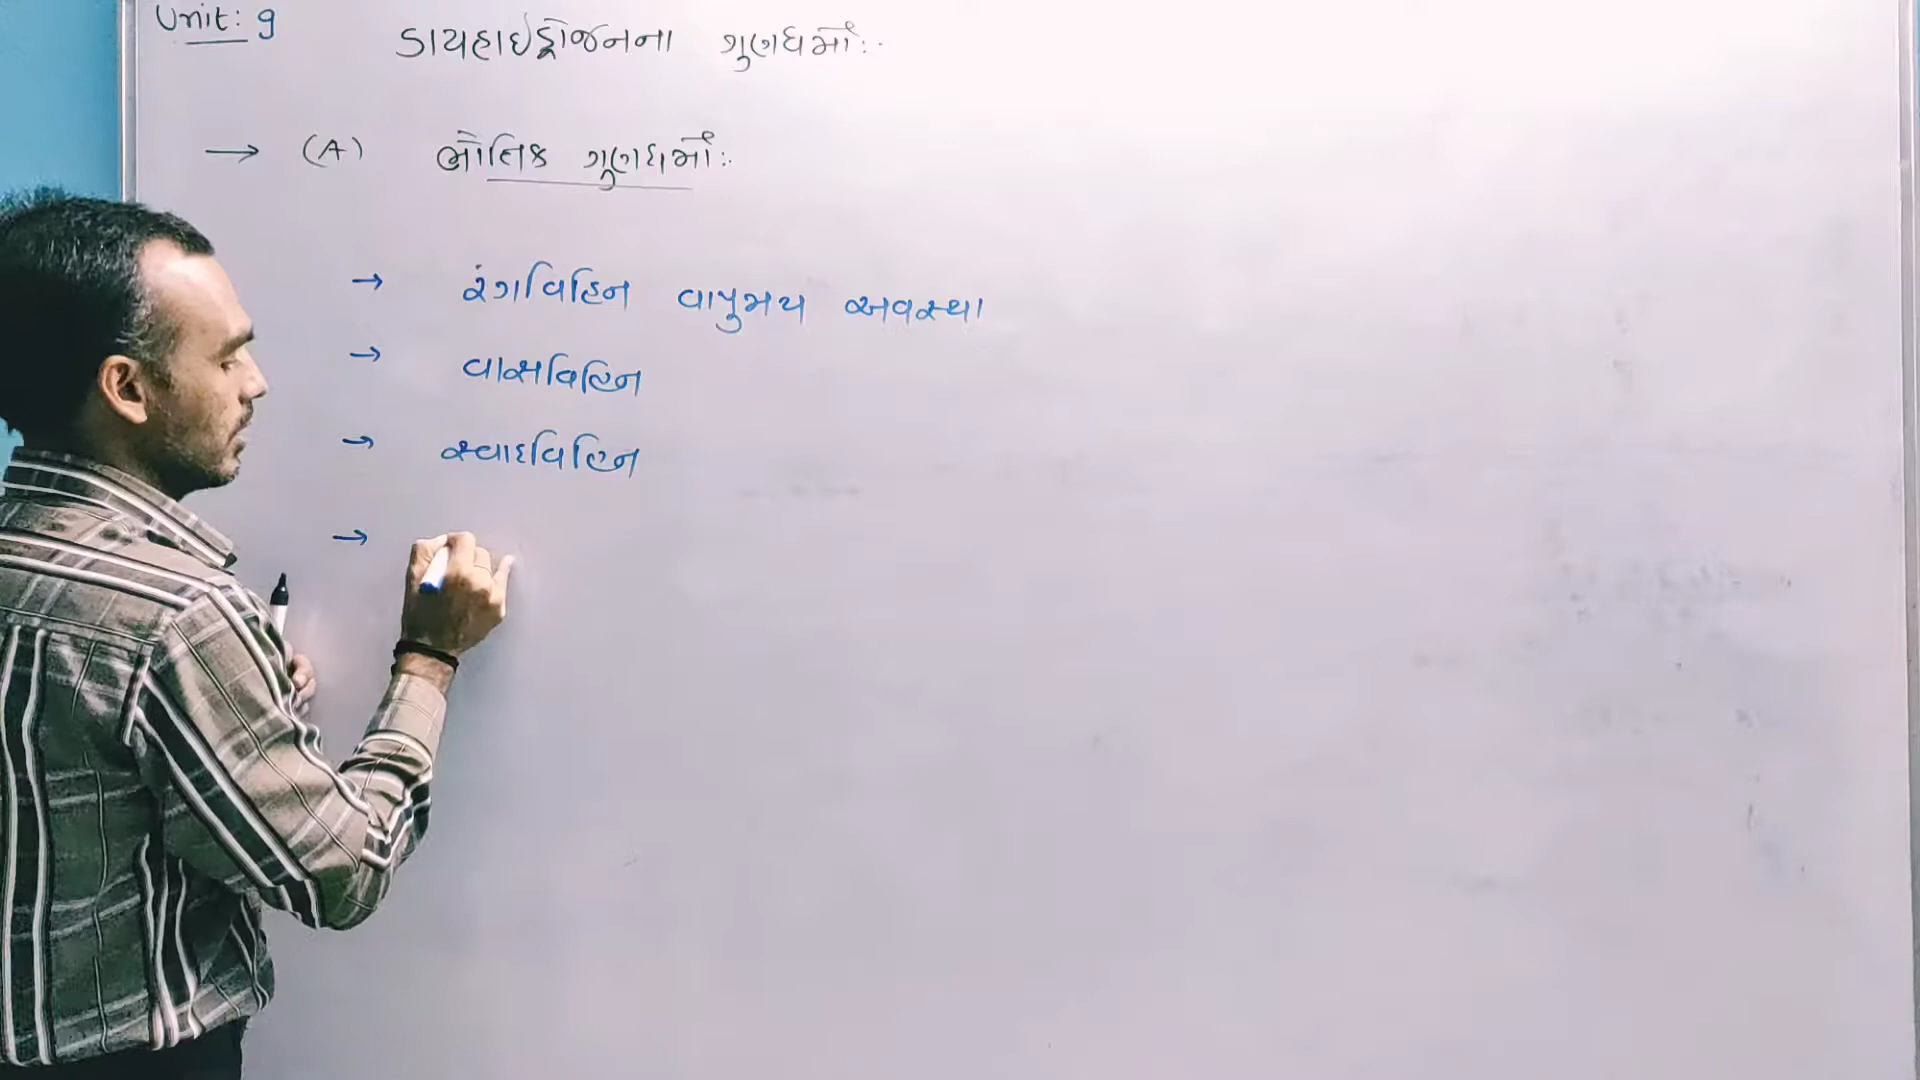 Unit: 9
ડાયહાઇડ્રોજનના ગુણધર્મો:-
→ (A) ભૌતિક ગુણધર્મો:-
→ રંગવિહિન વાયુમય અવસ્થા
→ વાસવિહિન
→ સ્વાદવિહિન
→